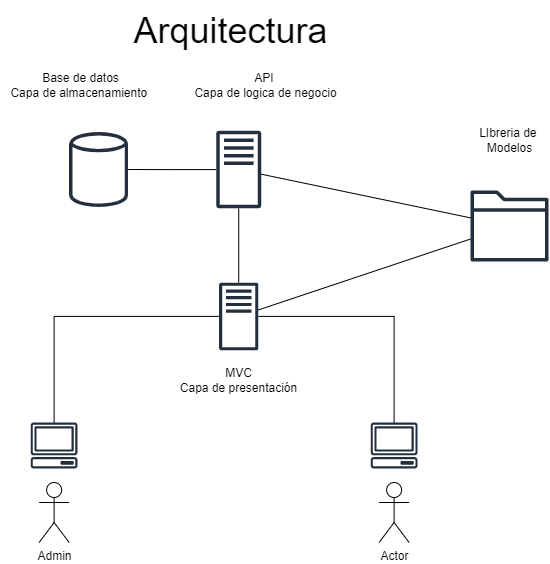 Arquitectura
Base de datos
Capa de almacenamiento
API
Capa de logica de negocio
LIbreria de
Modelos
MVC
Capa de presentación
Admin
Actor